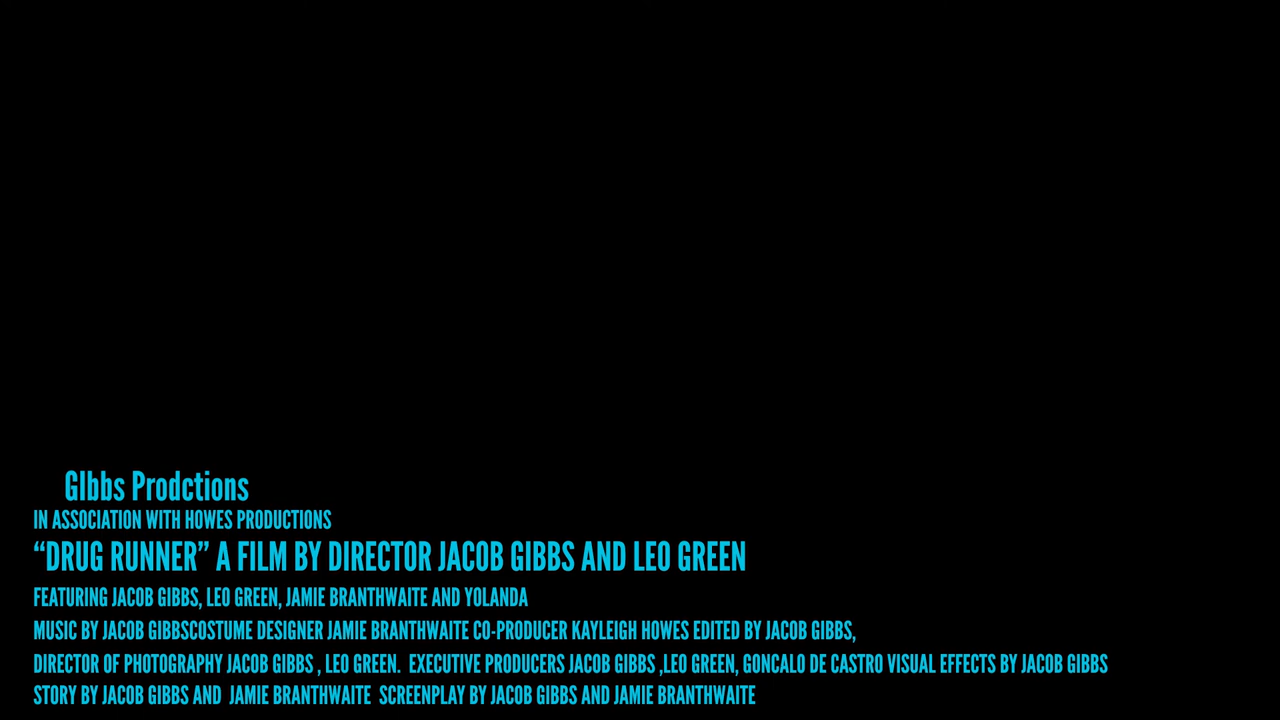 GIbbs Prodctions
IN ASSOCIATION WITH HOWES PRODUCTIONS
“DRUG RUNNER” A FILM BY DIRECTOR JACOB GIBBS AND LEO GREEN
FEATURING JACOB GIBBS, LEO GREEN, JAMIE BRANTHWAITE AND YOLANDA
MUSIC BY JACOB GIBBSCOSTUME DESIGNER JAMIE BRANTHWAITE CO-PRODUCER KAYLEIGH HOWES EDITED BY JACOB GIBBS,
DIRECTOR OF PHOTOGRAPHY JACOB GIBBS , LEO GREEN.  EXECUTIVE PRODUCERS JACOB GIBBS ,LEO GREEN, GONCALO DE CASTRO VISUAL EFFECTS BY JACOB GIBBS
STORY BY JACOB GIBBS AND  JAMIE BRANTHWAITE  SCREENPLAY BY JACOB GIBBS AND JAMIE BRANTHWAITE